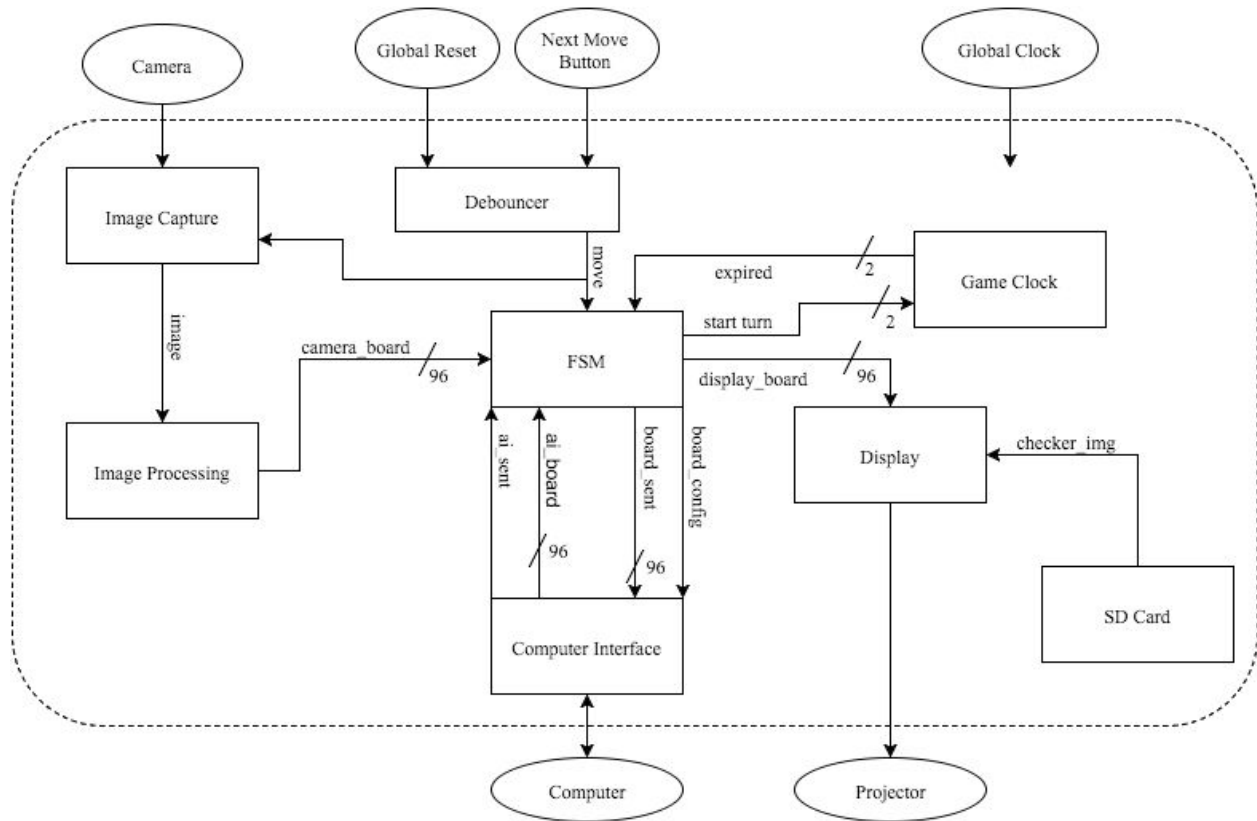 Camera
Global Reset
Next Move
Button
Global Clock
Image Capture
Debouncer
move
expired
2
Game Clock
start turn
2
image
camera_board
96
FSM
display_board
96
ai_sent
ai_board
96
board_sent
96
board_config
Image Processing
Display
checker_img
SD Card
Computer Interface
Computer
Projector